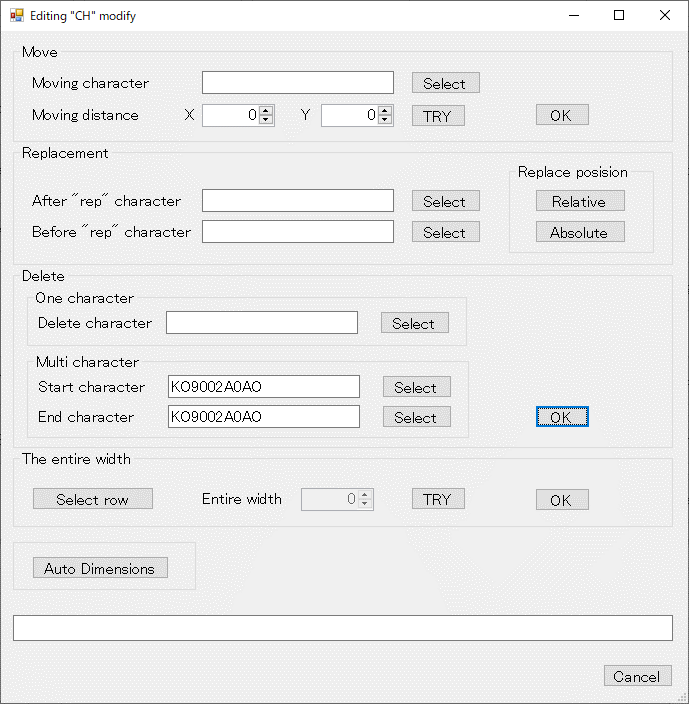 Editing "CH" modify
Move
Moving character Select
Moving distance X 0 Y 0 TRY OK
Replacement
Replace posision
After "rep" character Select Relative
Before "rep" character Select Absolute
Delete
One character
Delete character Select
Multi character
Start character KO9002A0AO Select
End character KO9002A0AO Select OK
The entire width
Select row Entire width 0 TRY OK
Auto Dimensions
Cancel